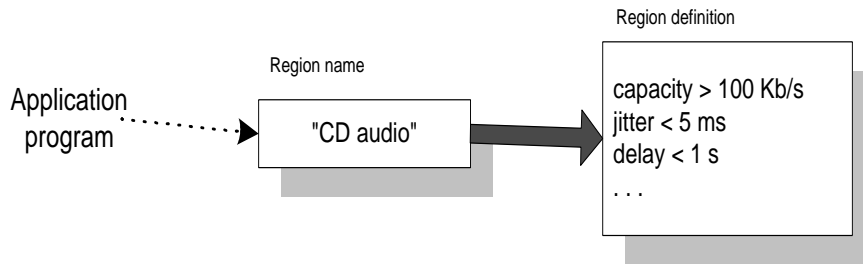 Application
program
Region name
"CD audio"
Region definition
capacity > 100 Kb/s
jitter < 5 ms
delay < 1 s
. . .